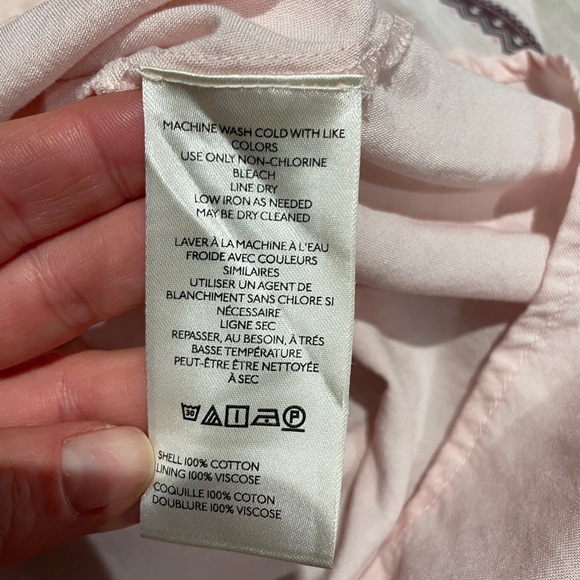 MACHINE WASH COLD WITH LIKE
COLORS
USE ONLY NON-CHLORINE
BLEACH
LINE DRY
LOW IRON AS NEEDED
MAY BE DRY CLEANED
LAVER À LA MACHINE À L'EAU
FROIDE AVEC COULEURS
SIMILAIRES
UTILISER UN AGENT DE
BLANCHIMENT SANS CHLORE SI
NÉCESSAIRE
LIGNE SEC
REPASSER, AU BESOIN, À TRÉS
BASSE TEMPÉRATURE
PEUT-ÊTRE ÊTRE NETTOYÉE
À SEC
30 P
SHELL 100% COTTON
LINING 100% VISCOSE
COQUILLE 100% COTON
DOUBLURE 100% VISCOSE